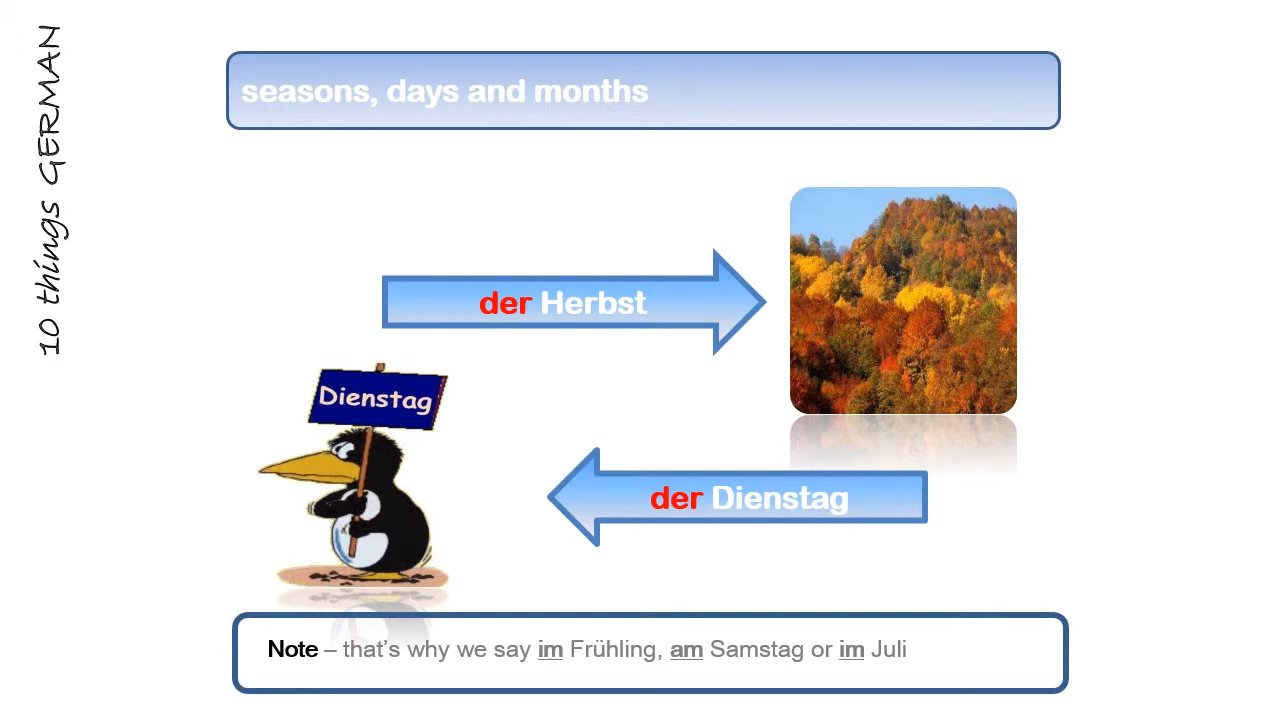 10 things GERMAN
seasons, days and months
der Herbst
Dienstag
der Dienstag
Note – that's why we say im Frühling, am Samstag or im Juli